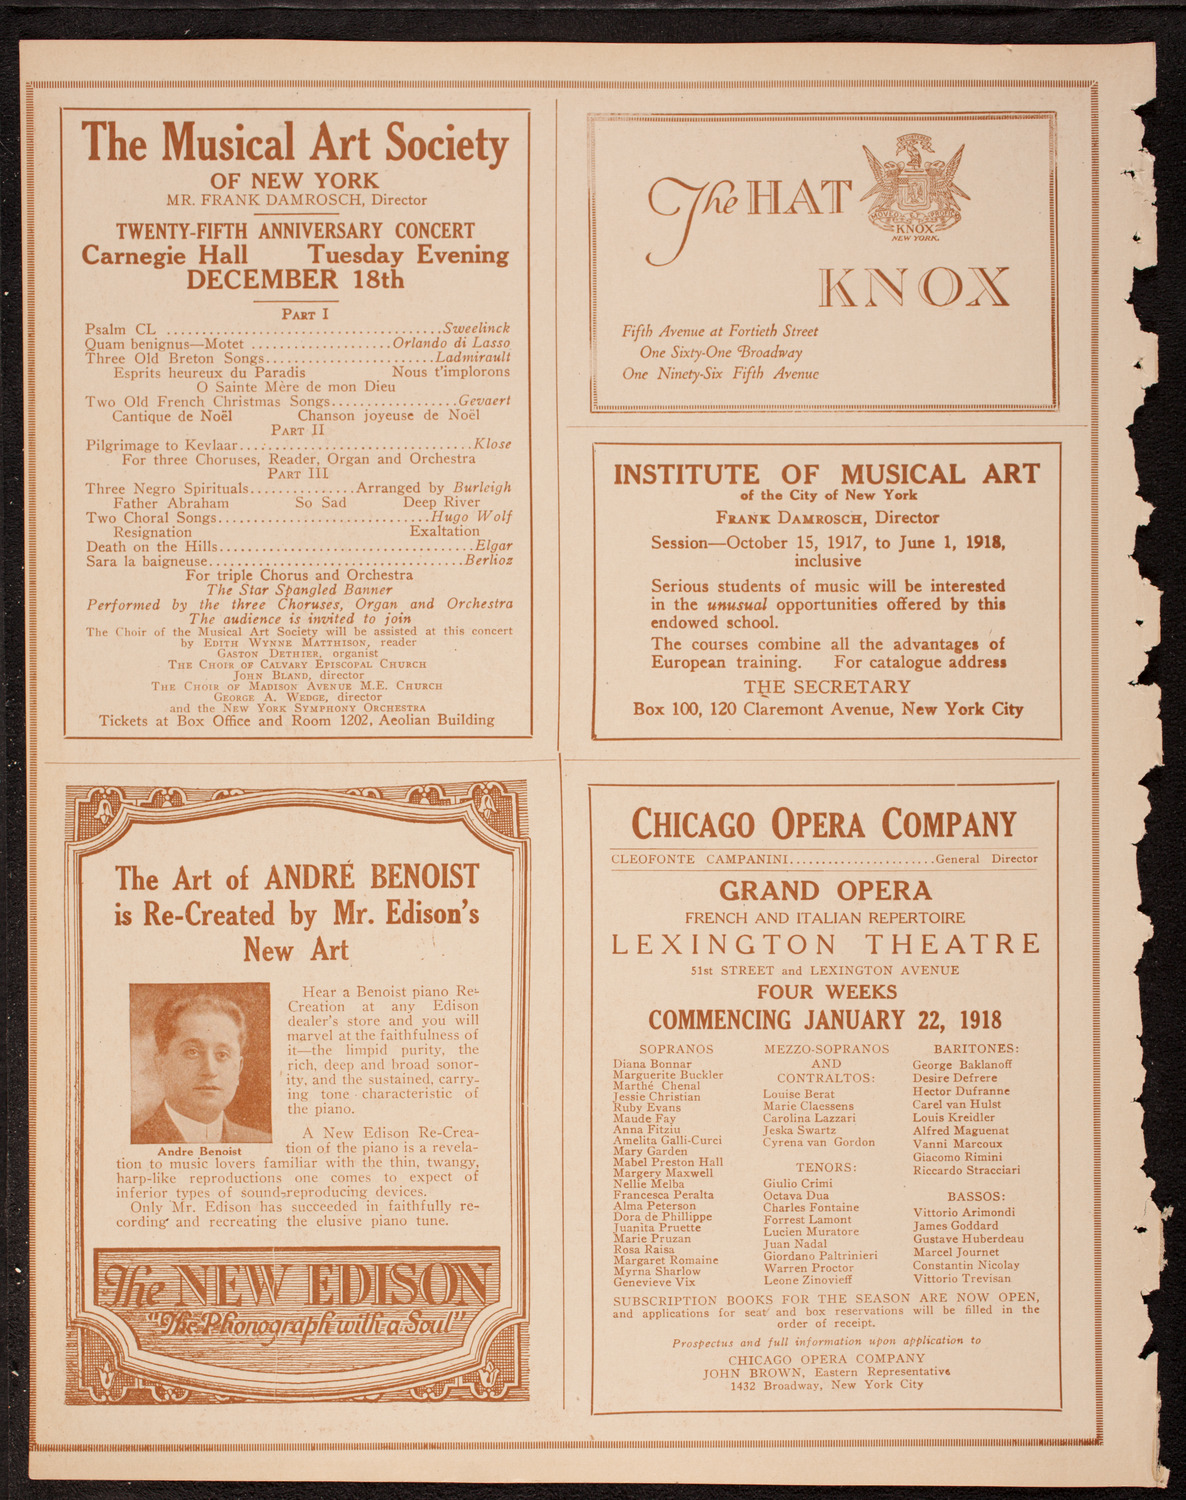 The Musical Art Society
OF NEW YORK
MR. FRANK DAMROSCH, Director
TWENTY-FIFTH ANNIVERSARY CONCERT
Carnegie Hall Tuesday Evening
DECEMBER 18th
PART I
Psalm CL ......................................Sweelinck
Quam benignus—Motet ....................Orlando di Lasso
Three Old Breton Songs........................Ladmirault
Esprits heureux du Paradis Nous t'implorons
O Sainte Mère de mon Dieu
Two Old French Christmas Songs..................Gevaert
Cantique de Noël Chanson joyeuse de Noël
PART II
Pilgrimage to Kevlaar.................................Klose
For three Choruses, Reader, Organ and Orchestra
PART III
Three Negro Spirituals...............Arranged by Burleigh
Father Abraham So Sad Deep River
Two Choral Songs..............................Hugo Wolf
Resignation Exaltation
Death on the Hills....................................Elgar
Sara la baigneuse....................................Berlioz
For triple Chorus and Orchestra
The Star Spangled Banner
Performed by the three Choruses, Organ and Orchestra
The audience is invited to join
The Choir of the Musical Art Society will be assisted at this concert
by EDITH WYNNE MATTHISON, reader
GASTON DETHIER, organist
THE CHOIR OF CALVARY EPISCOPAL CHURCH
JOHN BLAND, director
THE CHOIR OF MADISON AVENUE M.E. CHURCH
GEORGE A. WEDGE, director
and the NEW YORK SYMPHONY ORCHESTRA
Tickets at Box Office and Room 1202, Aeolian Building
The HAT
KNOX
NEW YORK.
KNOX
Fifth Avenue at Fortieth Street
One Sixty-One Broadway
One Ninety-Six Fifth Avenue
INSTITUTE OF MUSICAL ART
of the City of New York
FRANK DAMROSCH, Director
Session—October 15, 1917, to June 1, 1918,
inclusive
Serious students of music will be interested
in the unusual opportunities offered by this
endowed school.
The courses combine all the advantages of
European training. For catalogue address
THE SECRETARY
Box 100, 120 Claremont Avenue, New York City
The Art of ANDRÉ BENOIST
is Re-Created by Mr. Edison's
New Art
Hear a Benoist piano Re-
Creation at any Edison
dealer's store and you will
marvel at the faithfulness of
it—the limpid purity, the
rich, deep and broad sonor-
ity, and the sustained, carry-
ing tone characteristic of
the piano.
Andre Benoist
A New Edison Re-Crea-
tion of the piano is a revela-
tion to music lovers familiar with the thin, twangy,
harp-like reproductions one comes to expect of
inferior types of sound-reproducing devices.
Only Mr. Edison has succeeded in faithfully re-
cording and recreating the elusive piano tune.
The NEW EDISON
"The Phonograph with a Soul"
CHICAGO OPERA COMPANY
CLEOFONTE CAMPANINI.......................General Director
GRAND OPERA
FRENCH AND ITALIAN REPERTOIRE
LEXINGTON THEATRE
51st STREET and LEXINGTON AVENUE
FOUR WEEKS
COMMENCING JANUARY 22, 1918
SOPRANOS
Diana Bonnar
Marguerite Buckler
Marthé Chenal
Jessie Christian
Ruby Evans
Maude Fay
Anna Fitziu
Amelita Galli-Curci
Mary Garden
Mabel Preston Hall
Margery Maxwell
Nellie Melba
Francesca Peralta
Alma Peterson
Dora de Phillippe
Juanita Pruette
Marie Pruzan
Rosa Raisa
Margaret Romaine
Myrna Sharlow
Genevieve Vix
MEZZO-SOPRANOS
AND
CONTRALTOS:
Louise Berat
Marie Claessens
Carolina Lazzari
Jeska Swartz
Cyrena van Gordon
TENORS:
Giulio Crimi
Octava Dua
Charles Fontaine
Forrest Lamont
Lucien Muratore
Juan Nadal
Giordano Paltrinieri
Warren Proctor
Leone Zinovieff
BARITONES:
George Baklanoff
Desire Defrere
Hector Dufranne
Carel van Hulst
Louis Kreidler
Alfred Maguenat
Vanni Marcoux
Giacomo Rimini
Riccardo Stracciari
BASSOS:
Vittorio Arimondi
James Goddard
Gustave Huberdeau
Marcel Journet
Constantin Nicolay
Vittorio Trevisan
SUBSCRIPTION BOOKS FOR THE SEASON ARE NOW OPEN,
and applications for seat and box reservations will be filled in the
order of receipt.
Prospectus and full information upon application to
CHICAGO OPERA COMPANY
JOHN BROWN, Eastern Representative
1432 Broadway, New York City